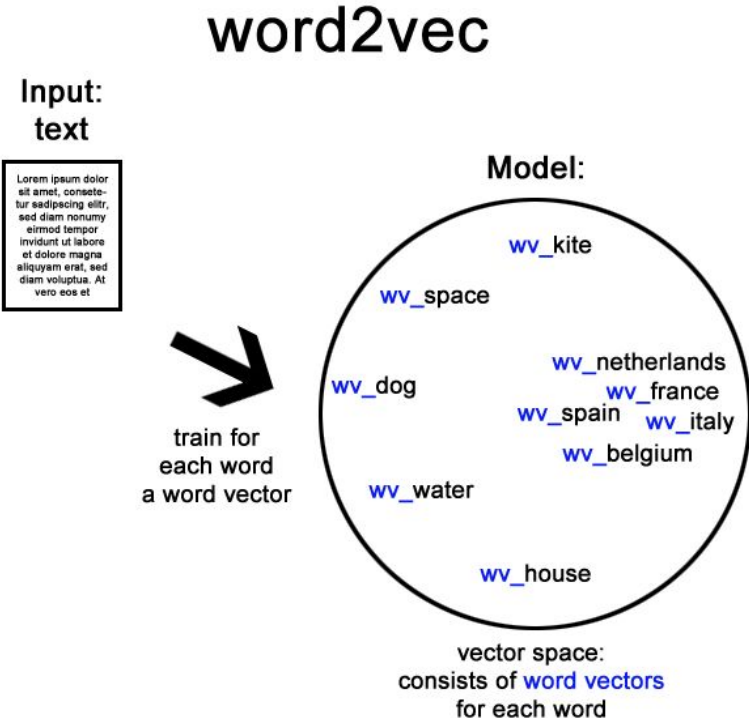 word2vec
Input:
text
Lorem ipsum dolor
sit amet, consete-
tur sadipscing elitr,
sed diam nonumy
eirmod tempor
invidunt ut labore
et dolore magna
aliquyam erat, sed
diam voluptua. At
vero eos et
train for
each word
a word vector
Model:
wv_kite
wv_space
wv_netherlands
wv_dog
wv_france
wv_spain
wv_italy
wv_belgium
wv_water
wv_house
vector space:
consists of word vectors
for each word